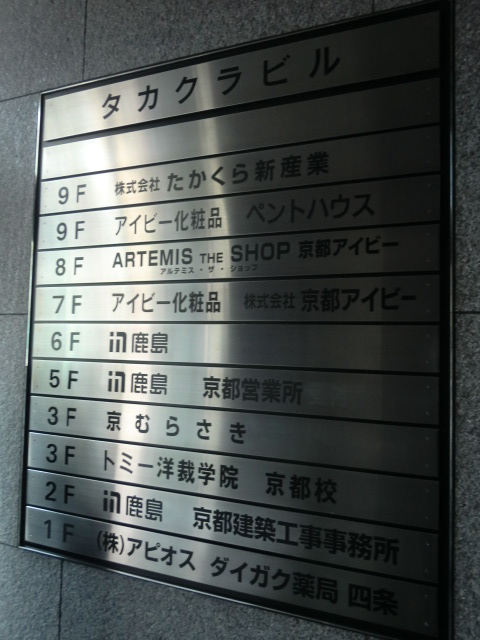 タカクラビル
9F 株式会社 たかくら新産業
9F アイビー化粧品 ペントハウス
8F ARTEMIS THE SHOP 京都アイビー
アルテミス・ザ・ショップ
7F アイビー化粧品 株式会社 京都アイビー
6F 鹿島
5F 鹿島 京都営業所
3F 京むらさき
3F トミー洋裁学院 京都校
2F 鹿島 京都建築工事事務所
1F (株)アピオス ダイガク薬局 四条